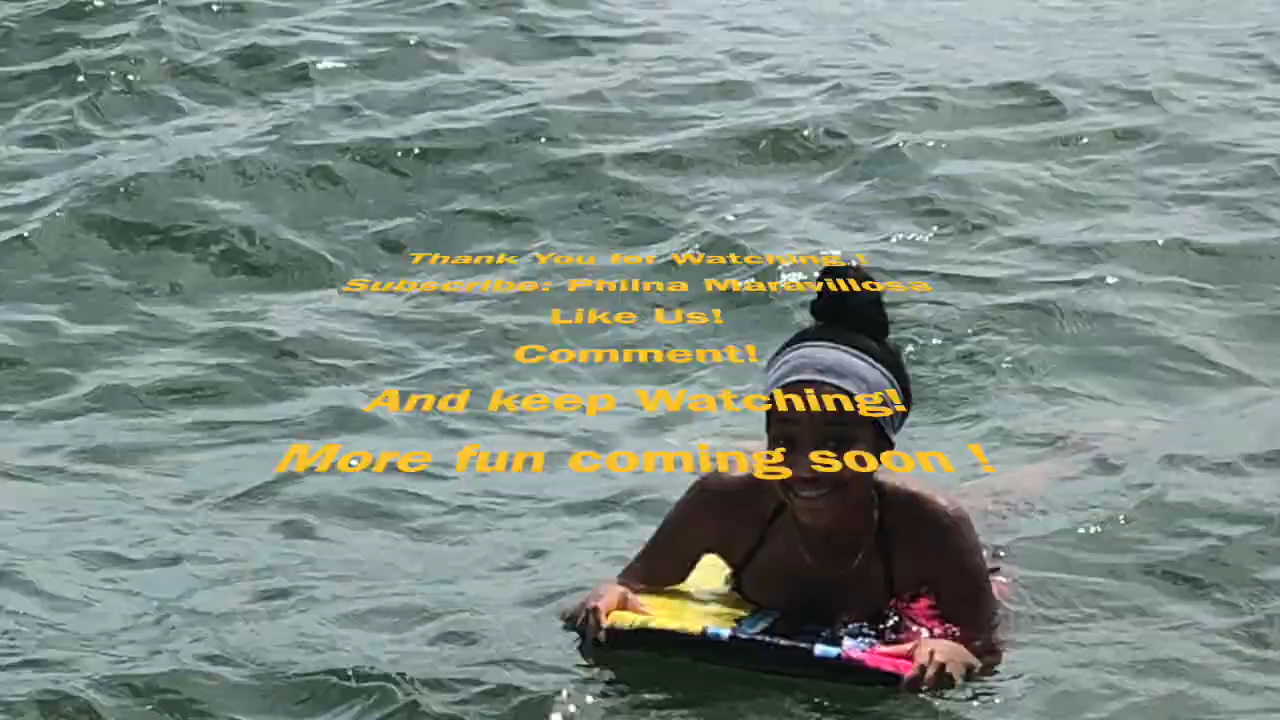 Thank You for Watching !
Subscribe: Philna Maravillosa
Like Us!
Comment!
And keep Watching!
More fun coming soon !